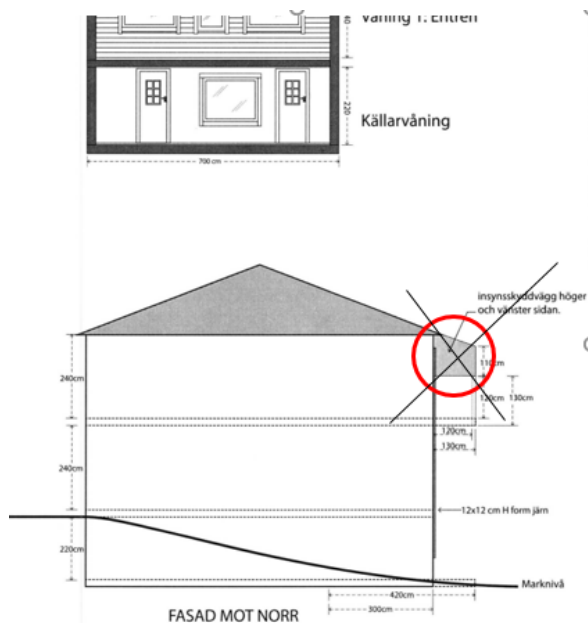 Våning 1: Entrén
40
220
Källarvåning
700 cm
insynsskyddvägg höger
och vänster sidan.
110cm
240cm
120cm
130cm
120cm
130cm
240cm
12x12 cm H form järn
220cm
Marknivå
420cm
300cm
FASAD MOT NORR